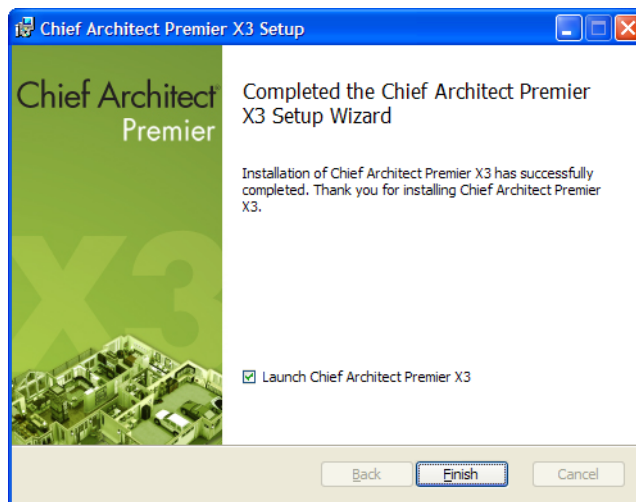 Chief Architect Premier X3 Setup
Chief Architect
Premier
X3
Completed the Chief Architect Premier
X3 Setup Wizard
Installation of Chief Architect Premier X3 has successfully
completed. Thank you for installing Chief Architect Premier
X3.
Launch Chief Architect Premier X3
Back
Finish
Cancel